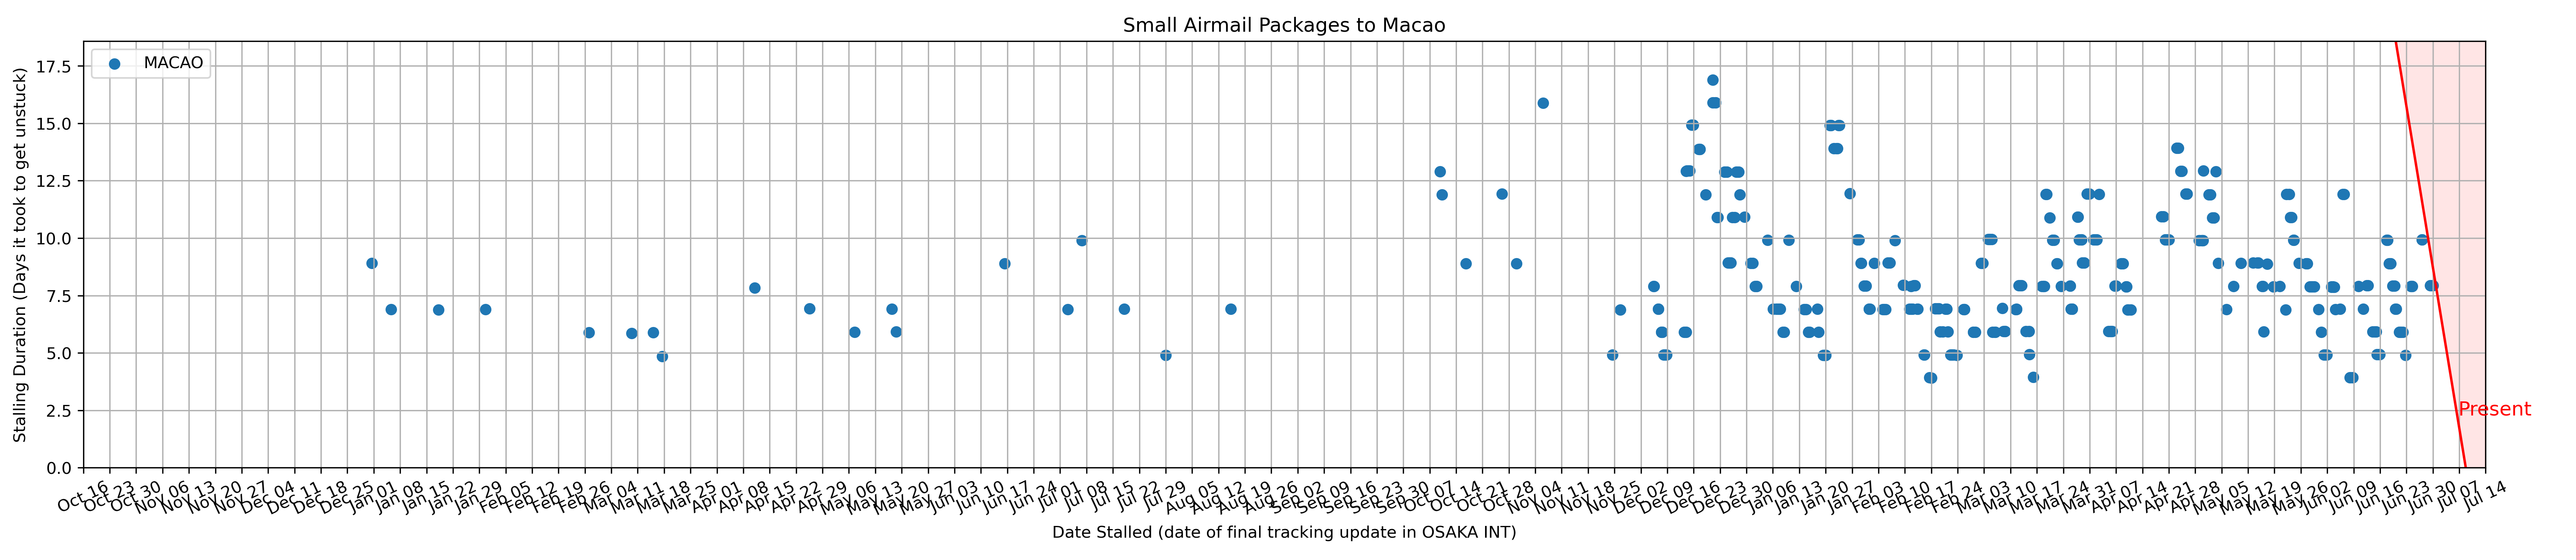 Small Airmail Packages to Macao
MACAO
Stalling Duration (Days it took to get unstuck)
17.5
15.0
12.5
10.0
7.5
5.0
2.5
0.0
Present
Oct 16
Oct 23
Oct 30
Nov 06
Nov 13
Nov 20
Nov 27
Dec 04
Dec 11
Dec 18
Dec 25
Jan 01
Jan 08
Jan 15
Jan 22
Jan 29
Feb 05
Feb 12
Feb 19
Feb 26
Mar 04
Mar 11
Mar 18
Mar 25
Apr 01
Apr 08
Apr 15
Apr 22
Apr 29
May 06
May 13
May 20
May 27
Jun 03
Jun 10
Jun 17
Jun 24
Jul 01
Jul 08
Jul 15
Jul 22
Jul 29
Aug 05
Aug 12
Aug 19
Aug 26
Sep 02
Sep 09
Sep 16
Sep 23
Sep 30
Oct 07
Oct 14
Oct 21
Oct 28
Nov 04
Nov 11
Nov 18
Nov 25
Dec 02
Dec 09
Dec 16
Dec 23
Dec 30
Jan 06
Jan 13
Jan 20
Jan 27
Feb 03
Feb 10
Feb 17
Feb 24
Mar 03
Mar 10
Mar 17
Mar 24
Mar 31
Apr 07
Apr 14
Apr 21
Apr 28
May 05
May 12
May 19
May 26
Jun 02
Jun 09
Jun 16
Jun 23
Jun 30
Jul 07
Jul 14
Date Stalled (date of final tracking update in OSAKA INT)